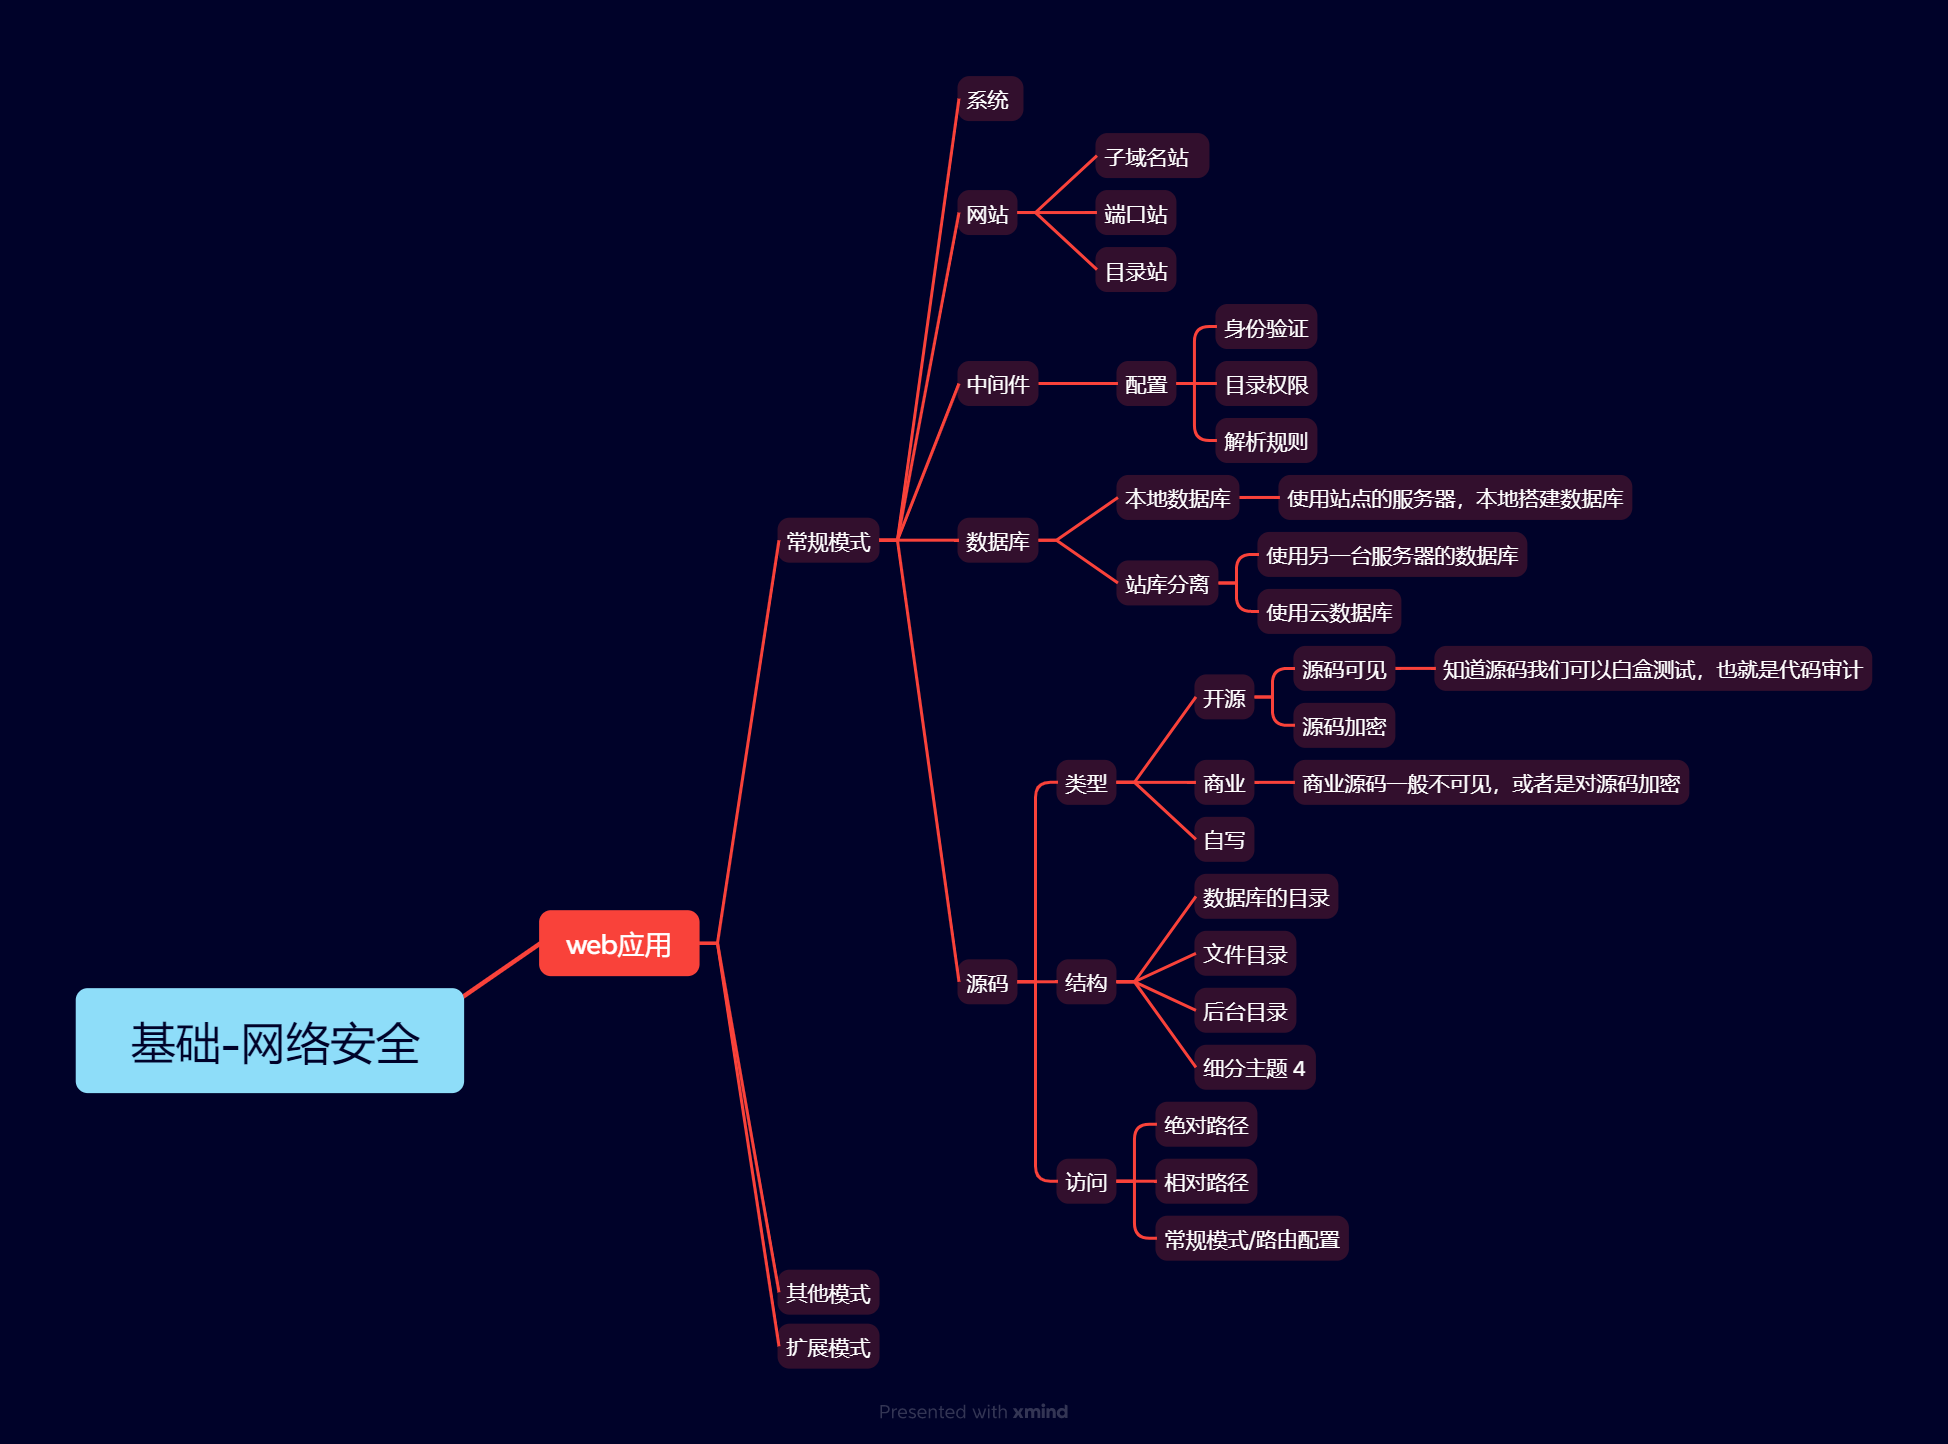 基础-网络安全
web应用
常规模式
系统
网站
子域名站
端口站
目录站
中间件
配置
身份验证
目录权限
解析规则
数据库
本地数据库
使用站点的服务器，本地搭建数据库
站库分离
使用另一台服务器的数据库
使用云数据库
源码
类型
开源
源码可见
知道源码我们可以白盒测试，也就是代码审计
源码加密
商业
商业源码一般不可见，或者是对源码加密
自写
结构
数据库的目录
文件目录
后台目录
细分主题 4
访问
绝对路径
相对路径
常规模式/路由配置
其他模式
扩展模式
Presented with xmind